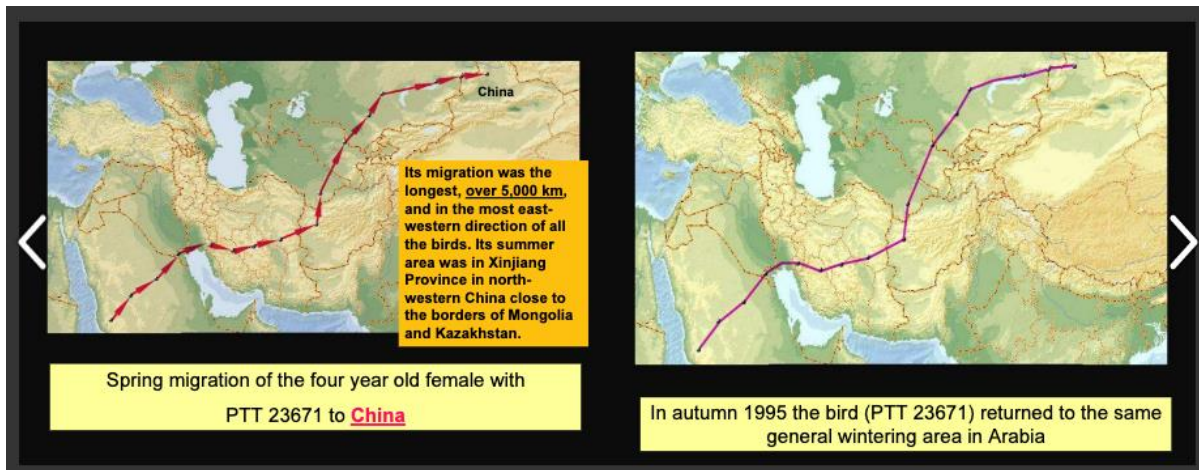 China
Its migration was the
longest, over 5,000 km,
and in the most east-
western direction of all
the birds. Its summer
area was in Xinjiang
Province in north-
western China close to
the borders of Mongolia
and Kazakhstan.
Spring migration of the four year old female with
PTT 23671 to China
In autumn 1995 the bird (PTT 23671) returned to the same
general wintering area in Arabia